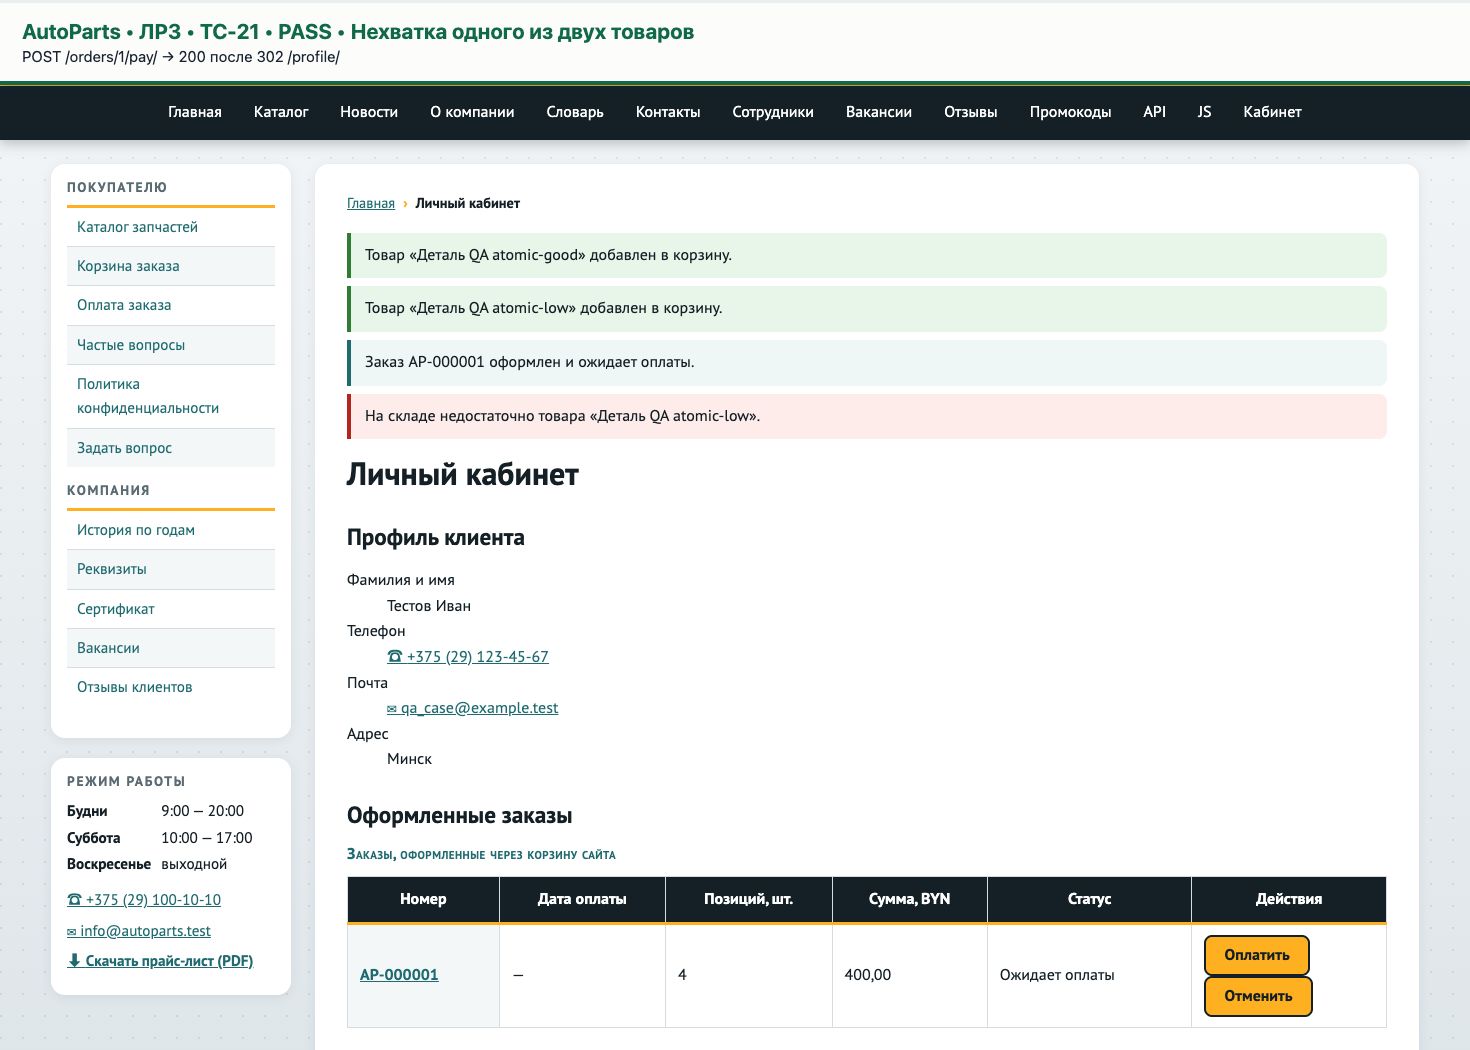 AutoParts • ЛР3 • TC-21 • PASS • Нехватка одного из двух товаров
POST /orders/1/pay/ → 200 после 302 /profile/
Главная Каталог Новости О компании Словарь Контакты Сотрудники Вакансии Отзывы Промокоды API JS Кабинет
ПОКУПАТЕЛЮ
Каталог запчастей
Корзина заказа
Оплата заказа
Частые вопросы
Политика
конфиденциальности
Задать вопрос
КОМПАНИЯ
История по годам
Реквизиты
Сертификат
Вакансии
Отзывы клиентов
РЕЖИМ РАБОТЫ
Будни 9:00 — 20:00
Суббота 10:00 — 17:00
Воскресенье выходной
☎ +375 (29) 100-10-10
✉ info@autoparts.test
⬇ Скачать прайс-лист (PDF)
Главная › Личный кабинет
Товар «Деталь QA atomic-good» добавлен в корзину.
Товар «Деталь QA atomic-low» добавлен в корзину.
Заказ AP-000001 оформлен и ожидает оплаты.
На складе недостаточно товара «Деталь QA atomic-low».
Личный кабинет
Профиль клиента
Фамилия и имя
Тестов Иван
Телефон
☎ +375 (29) 123-45-67
Почта
✉ qa_case@example.test
Адрес
Минск
Оформленные заказы
Заказы, оформленные через корзину сайта
Номер Дата оплаты Позиций, шт. Сумма, BYN Статус Действия
AP-000001 — 4 400,00 Ожидает оплаты Оплатить
Отменить